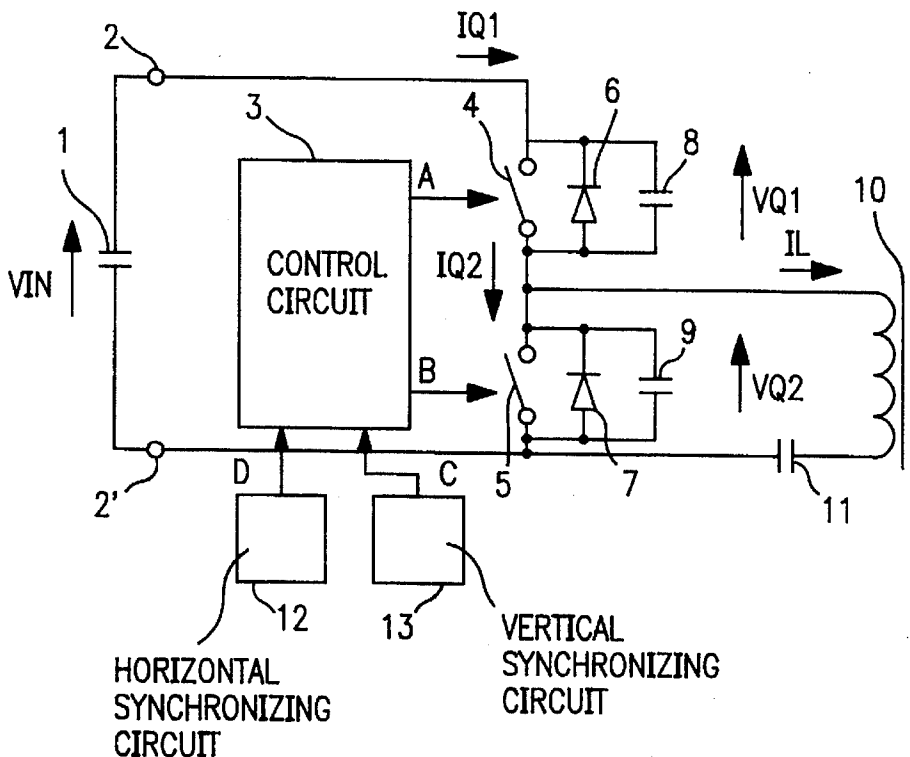 IQ1
2
3
4
6
8
1
A
VQ1
10
IL
VIN
CONTROL
CIRCUIT
IQ2
9
B
VQ2
2'
D
C
5
7
11
12
13
HORIZONTAL
SYNCHRONIZING
CIRCUIT
VERTICAL
SYNCHRONIZING
CIRCUIT